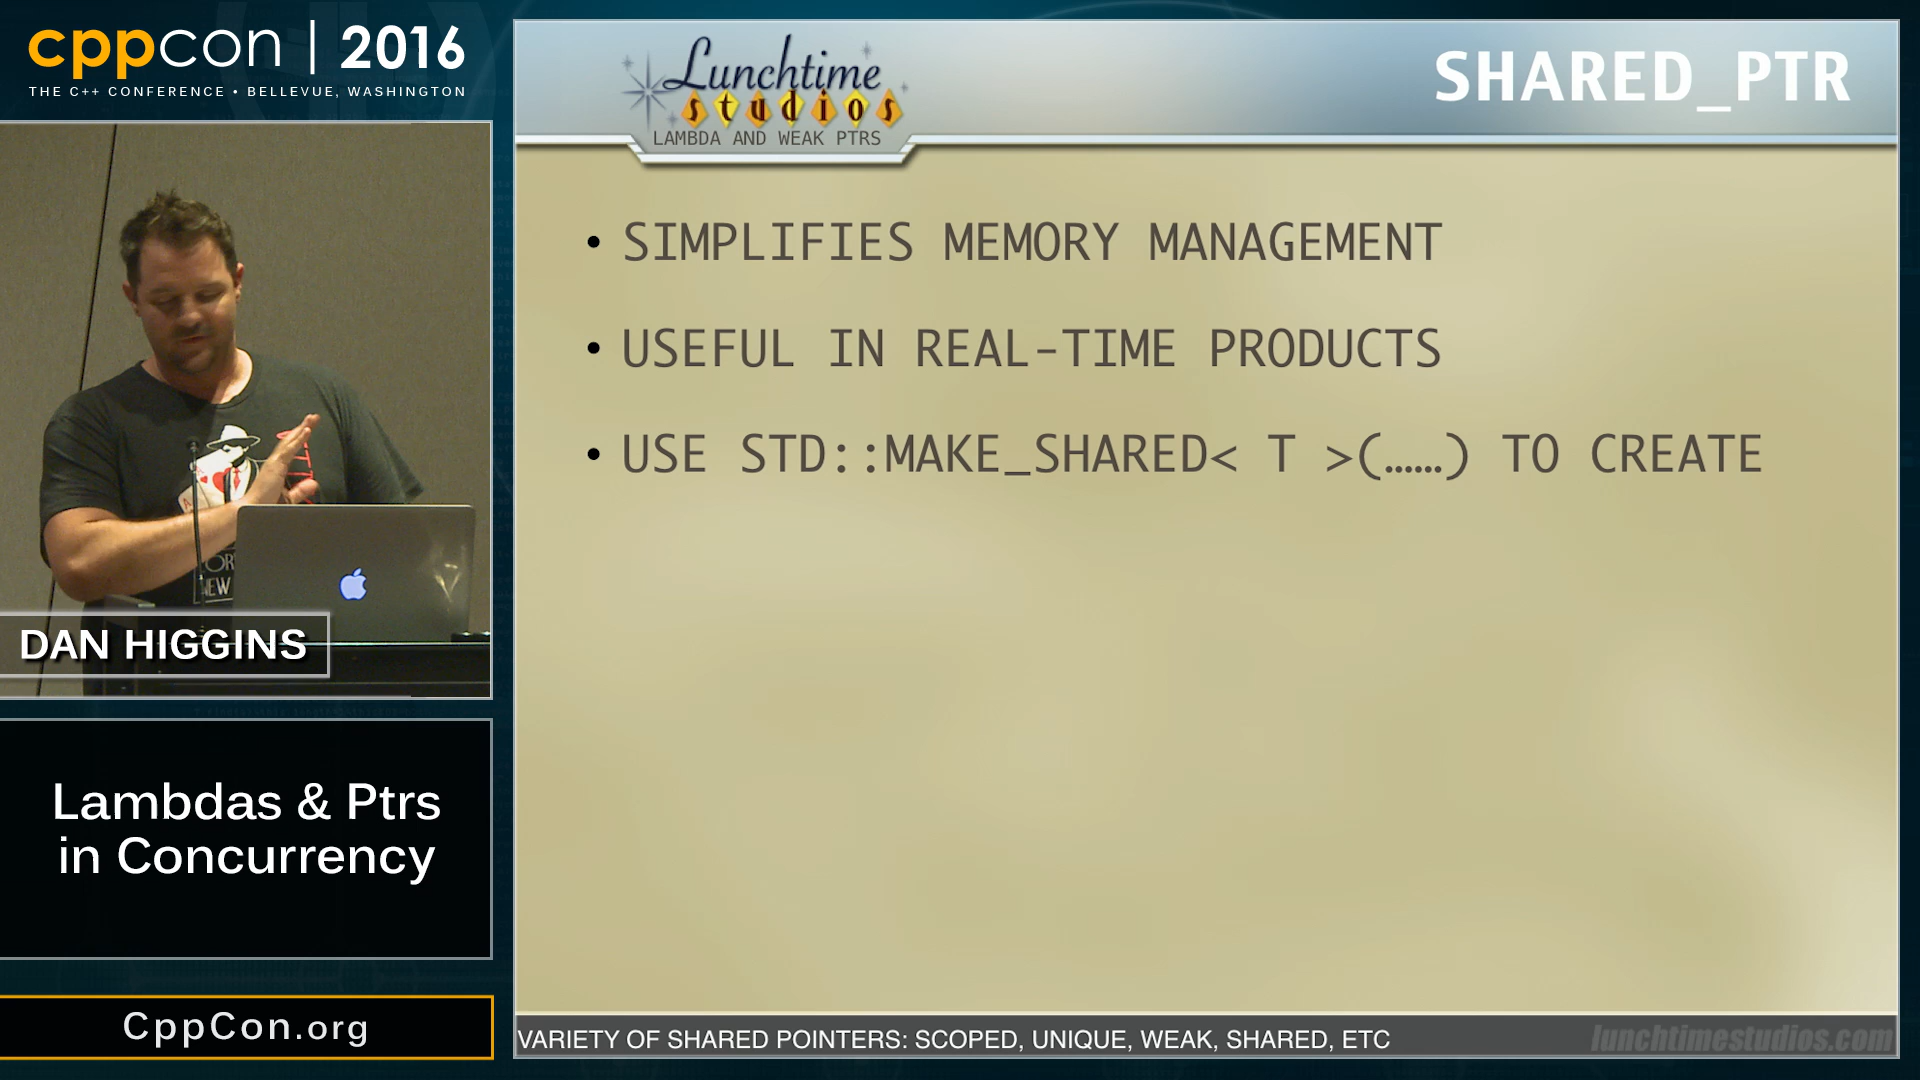 cppcon | 2016
THE C++ CONFERENCE • BELLEVUE, WASHINGTON
DAN HIGGINS
Lambdas & Ptrs
in Concurrency
CppCon.org
Lunchtime
studios
LAMBDA AND WEAK PTRS
SHARED_PTR
• SIMPLIFIES MEMORY MANAGEMENT
• USEFUL IN REAL-TIME PRODUCTS
• USE STD::MAKE_SHARED< T >(……) TO CREATE
VARIETY OF SHARED POINTERS: SCOPED, UNIQUE, WEAK, SHARED, ETC
lunchtimestudios.com